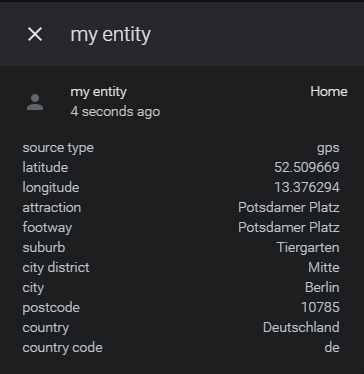 my entity
my entity Home
4 seconds ago
source type gps
latitude 52.509669
longitude 13.376294
attraction Potsdamer Platz
footway Potsdamer Platz
suburb Tiergarten
city district Mitte
city Berlin
postcode 10785
country Deutschland
country code de